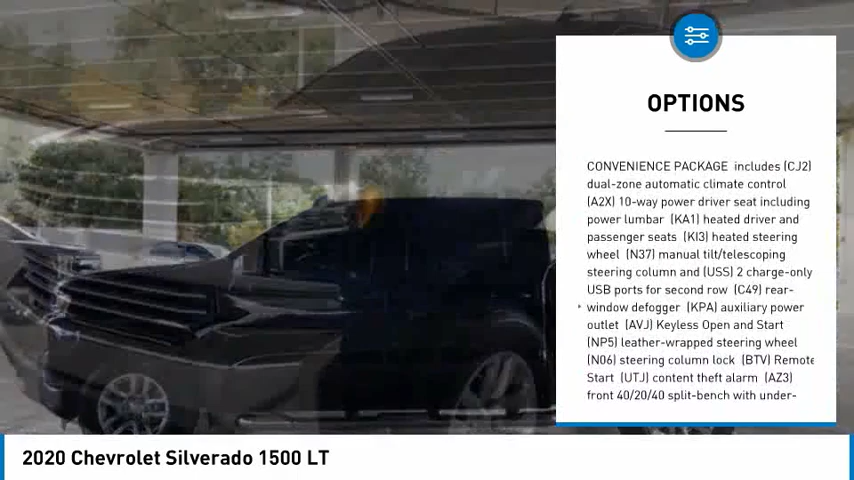 OPTIONS
CONVENIENCE PACKAGE includes (CJ2)
dual-zone automatic climate control
(A2X) 10-way power driver seat including
power lumbar (KA1) heated driver and
passenger seats (KI3) heated steering
wheel (N37) manual tilt/telescoping
steering column and (USS) 2 charge-only
USB ports for second row (C49) rear-
window defogger (KPA) auxiliary power
outlet (AVJ) Keyless Open and Start
(NP5) leather-wrapped steering wheel
(N06) steering column lock (BTV) Remote
Start (UTJ) content theft alarm (AZ3)
front 40/20/40 split-bench with under-
2020 Chevrolet Silverado 1500 LT